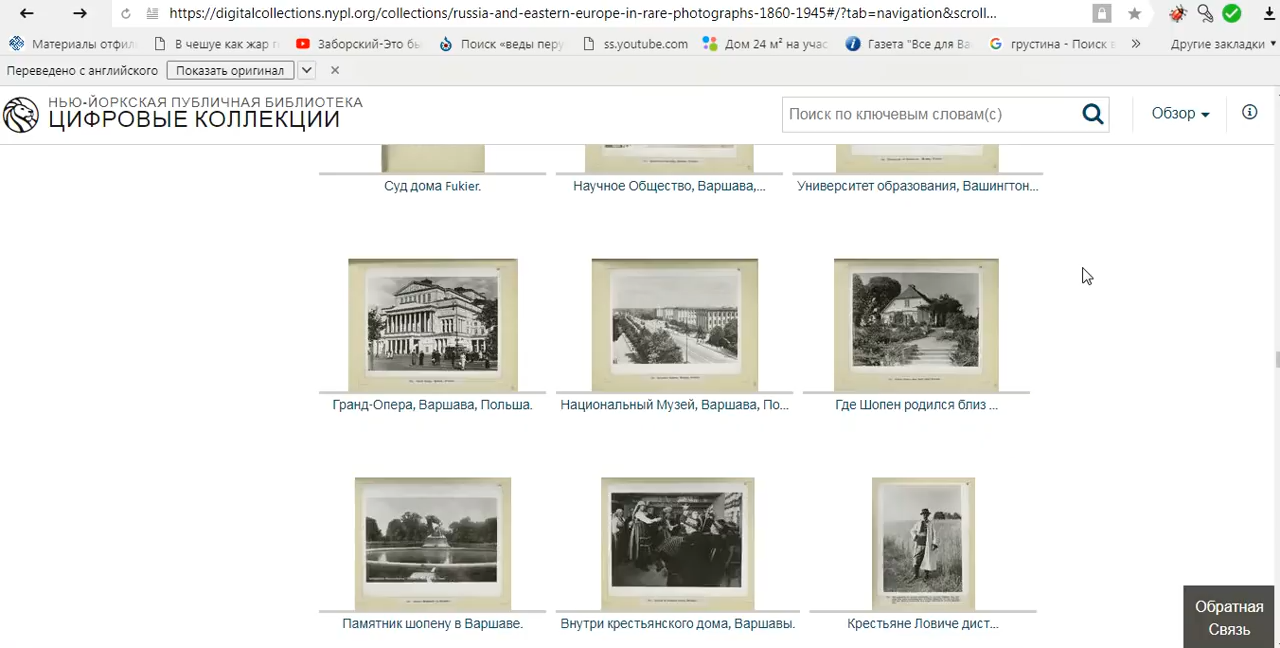 https://digitalcollections.nypl.org/collections/russia-and-eastern-europe-in-rare-photographs-1860-1945#/?tab=navigation&scroll...
Материалы отфил
В чешуе как жар г
Заборский-Это бы
Поиск «веды перу
ss.youtube.com
Дом 24 м² на учас
Газета "Все для Ва
грустина - Поиск в
»
Другие закладки
Переведено с английского
Показать оригинал
НЬЮ-ЙОРКСКАЯ ПУБЛИЧНАЯ БИБЛИОТЕКА
ЦИФРОВЫЕ КОЛЛЕКЦИИ
Поиск по ключевым словам(с)
Обзор
Суд дома Fukier.
Научное Общество, Варшава,...
Университет образования, Вашингтон...
Гранд-Опера, Варшава, Польша.
Национальный Музей, Варшава, По...
Где Шопен родился близ ...
Памятник шопену в Варшаве.
Внутри крестьянского дома, Варшавы.
Крестьяне Ловиче дист...
Обратная
Связь